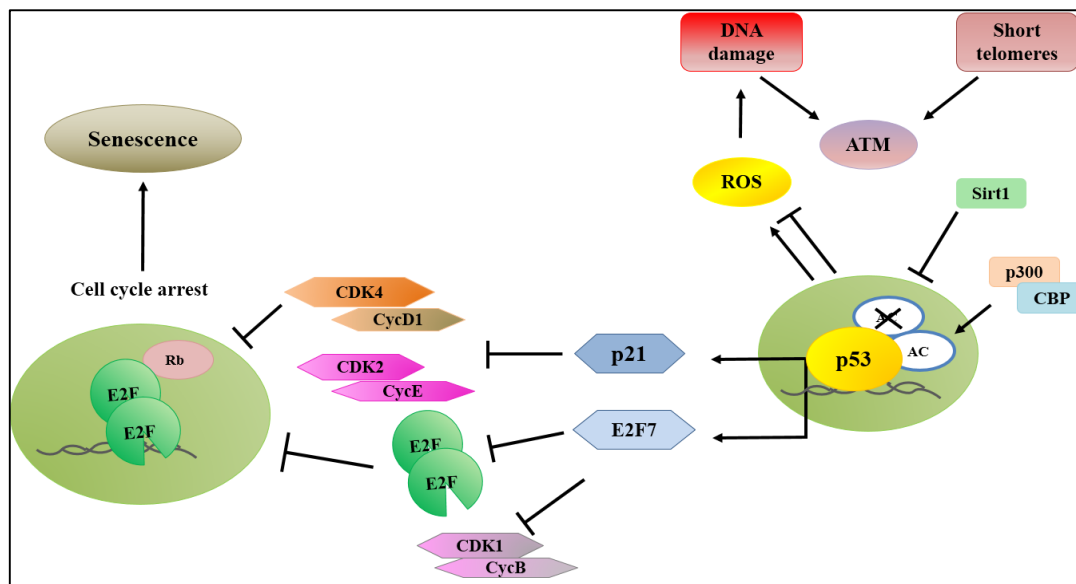 DNA
damage
Short
telomeres
Senescence
ATM
ROS
Sirt1
p300
CBP
Cell cycle arrest
CDK4
CycD1
Rb
E2F
E2F
CDK2
CycE
p21
p53
AC
AC
E2F7
E2F
E2F
CDK1
CycB